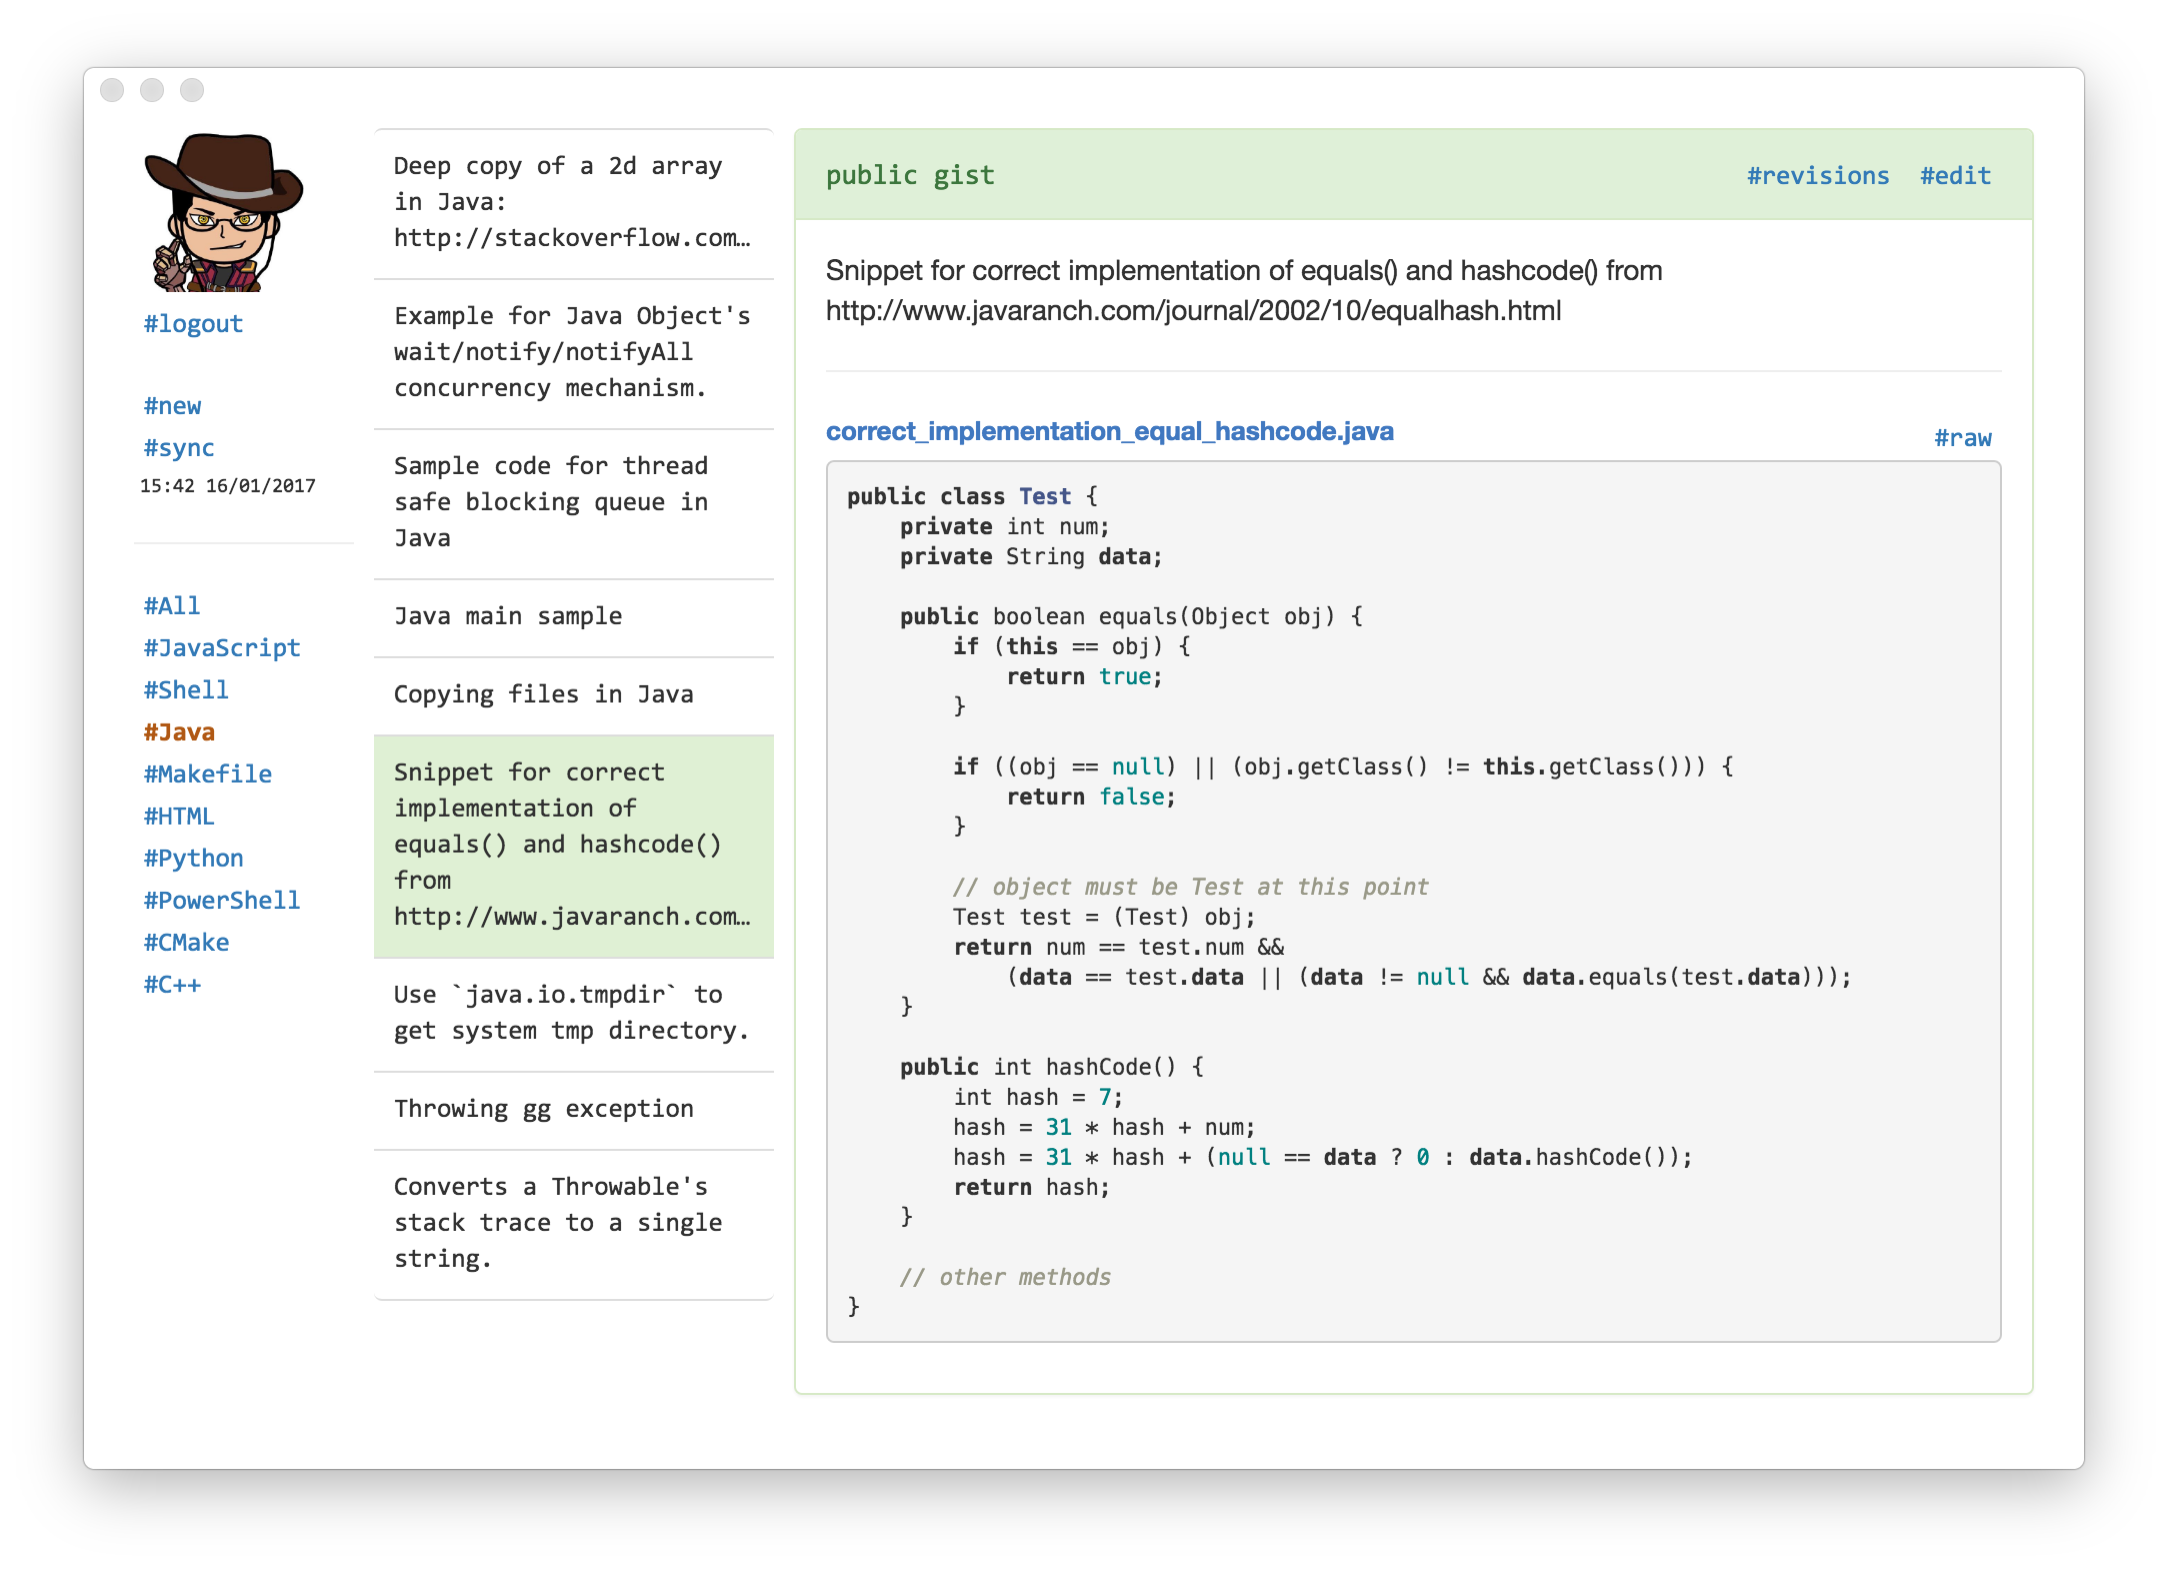 #logout
#new
#sync
15:42 16/01/2017
#All
#JavaScript
#Shell
#Java
#Makefile
#HTML
#Python
#PowerShell
#CMake
#C++
Deep copy of a 2d array
in Java:
http://stackoverflow.com…
Example for Java Object's
wait/notify/notifyAll
concurrency mechanism.
Sample code for thread
safe blocking queue in
Java
Java main sample
Copying files in Java
Snippet for correct
implementation of
equals() and hashcode()
from
http://www.javaranch.com…
Use `java.io.tmpdir` to
get system tmp directory.
Throwing gg exception
Converts a Throwable's
stack trace to a single
string.
public gist
#revisions #edit
Snippet for correct implementation of equals() and hashcode() from
http://www.javaranch.com/journal/2002/10/equalhash.html
correct_implementation_equal_hashcode.java
#raw
public class Test {
    private int num;
    private String data;

    public boolean equals(Object obj) {
        if (this == obj) {
            return true;
        }

        if ((obj == null) || (obj.getClass() != this.getClass())) {
            return false;
        }

        // object must be Test at this point
        Test test = (Test) obj;
        return num == test.num &&
            (data == test.data || (data != null && data.equals(test.data)));
    }

    public int hashCode() {
        int hash = 7;
        hash = 31 * hash + num;
        hash = 31 * hash + (null == data ? 0 : data.hashCode());
        return hash;
    }

    // other methods
}